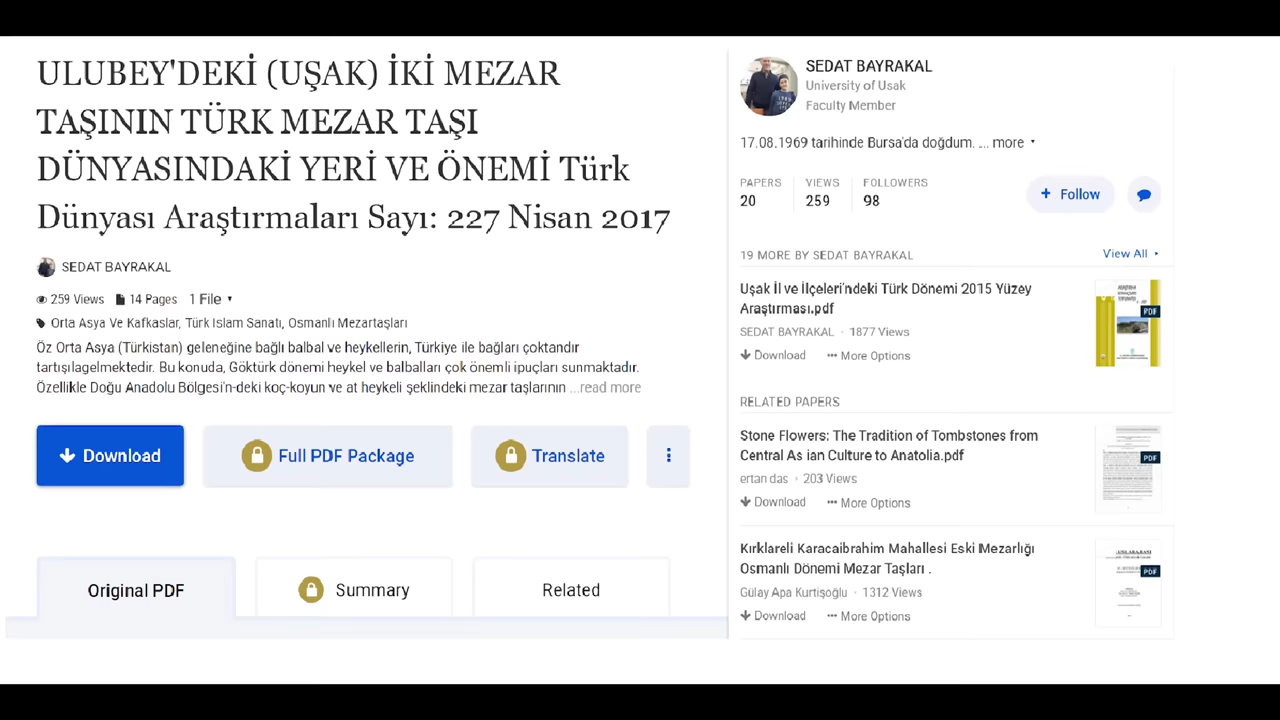 ULUBEY'DEKİ (UŞAK) İKİ MEZAR
TAŞININ TÜRK MEZAR TAŞI
DÜNYASINDAKİ YERİ VE ÖNEMİ Türk
Dünyası Araştırmaları Sayı: 227 Nisan 2017
SEDAT BAYRAKAL
259 Views 14 Pages 1 File
Orta Asya Ve Kafkaslar, Türk Islam Sanatı, Osmanlı Mezartaşları
Öz Orta Asya (Türkistan) geleneğine bağlı balbal ve heykellerin, Türkiye ile bağları çoktandır
tartışılagelmektedir. Bu konuda, Göktürk dönemi heykel ve balbalları çok önemli ipuçları sunmaktadır.
Özellikle Doğu Anadolu Bölgesi'n-deki koç-koyun ve at heykeli şeklindeki mezar taşlarının ...read more
Download
Full PDF Package
Translate
Original PDF
Summary
Related
SEDAT BAYRAKAL
University of Usak
Faculty Member
17.08.1969 tarihinde Bursa'da doğdum. ... more
PAPERS VIEWS FOLLOWERS
20 259 98
+ Follow
19 MORE BY SEDAT BAYRAKAL
View All
Uşak İl ve İlçeleri'ndeki Türk Dönemi 2015 Yüzey
Araştırması.pdf
SEDAT BAYRAKAL · 1877 Views
Download ••• More Options
PDF
RELATED PAPERS
Stone Flowers: The Tradition of Tombstones from
Central As ian Culture to Anatolia.pdf
ertan das · 203 Views
Download ••• More Options
PDF
Kırklareli Karacaibrahim Mahallesi Eski Mezarlığı
Osmanlı Dönemi Mezar Taşları .
Gülay Apa Kurtişoğlu · 1312 Views
Download ••• More Options
PDF